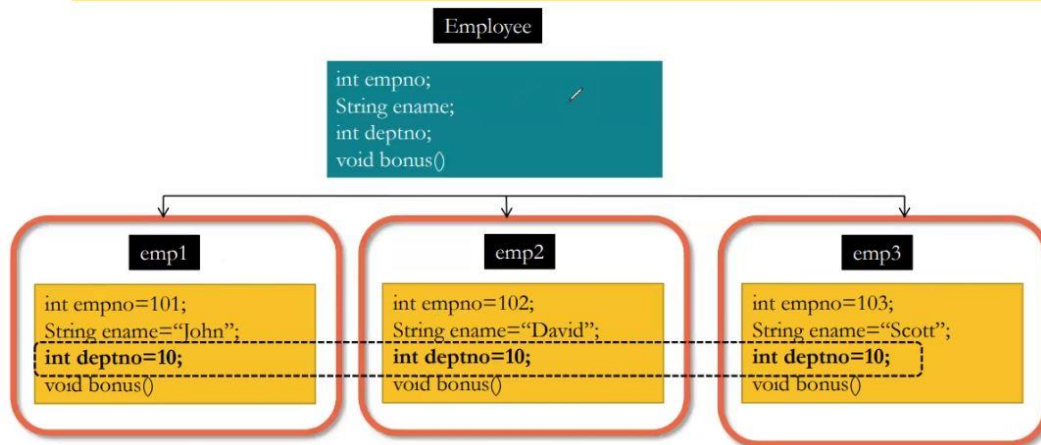 Employee
int empno;
String ename;
int deptno;
void bonus()
emp1
int empno=101;
String ename=“John”;
int deptno=10;
void bonus()
emp2
int empno=102;
String ename=“David”;
int deptno=10;
void bonus()
emp3
int empno=103;
String ename=“Scott”;
int deptno=10;
void bonus()